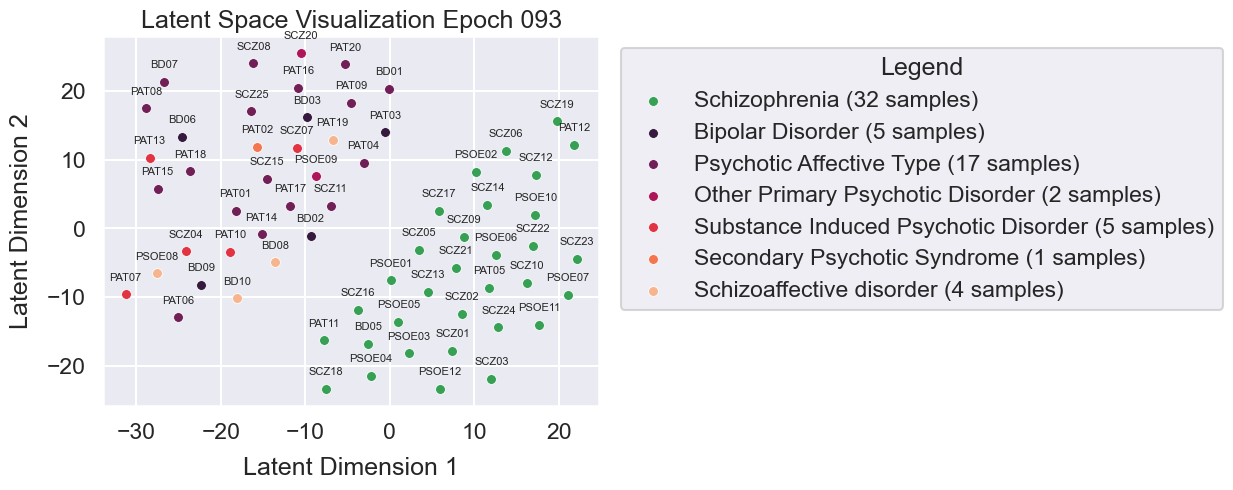 Latent Space Visualization Epoch 093
SCZ20
SCZ08
PAT20
BD07
PAT16
BD01
PAT08
PAT09
SCZ25
BD03
SCZ19
BD06
PAT02
SCZ07
PAT19
PAT03
SCZ06
PAT12
PAT13
PAT18
SCZ15
PSOE09
PAT04
PSOE02
SCZ12
PAT15
PAT01
PAT17
SCZ11
SCZ17
SCZ14
PSOE10
PAT14
BD02
SCZ09
SCZ22
SCZ04
PAT10
BD08
SCZ05
SCZ21
PSOE06
SCZ23
PSOE08
BD09
BD10
PSOE01
SCZ13
PAT05
SCZ10
PSOE07
PAT07
PAT06
SCZ16
PSOE05
SCZ02
SCZ24
PSOE11
PAT11
BD05
PSOE03
SCZ01
SCZ18
PSOE04
PSOE12
SCZ03
20
10
0
−10
−20
−30
−20
−10
0
10
20
Latent Dimension 2
Latent Dimension 1
Legend
Schizophrenia (32 samples)
Bipolar Disorder (5 samples)
Psychotic Affective Type (17 samples)
Other Primary Psychotic Disorder (2 samples)
Substance Induced Psychotic Disorder (5 samples)
Secondary Psychotic Syndrome (1 samples)
Schizoaffective disorder (4 samples)